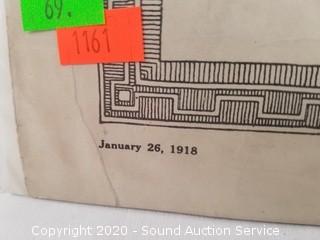 69.
1161
January 26, 1918
Copyright 2020 - Sound Auction Service.